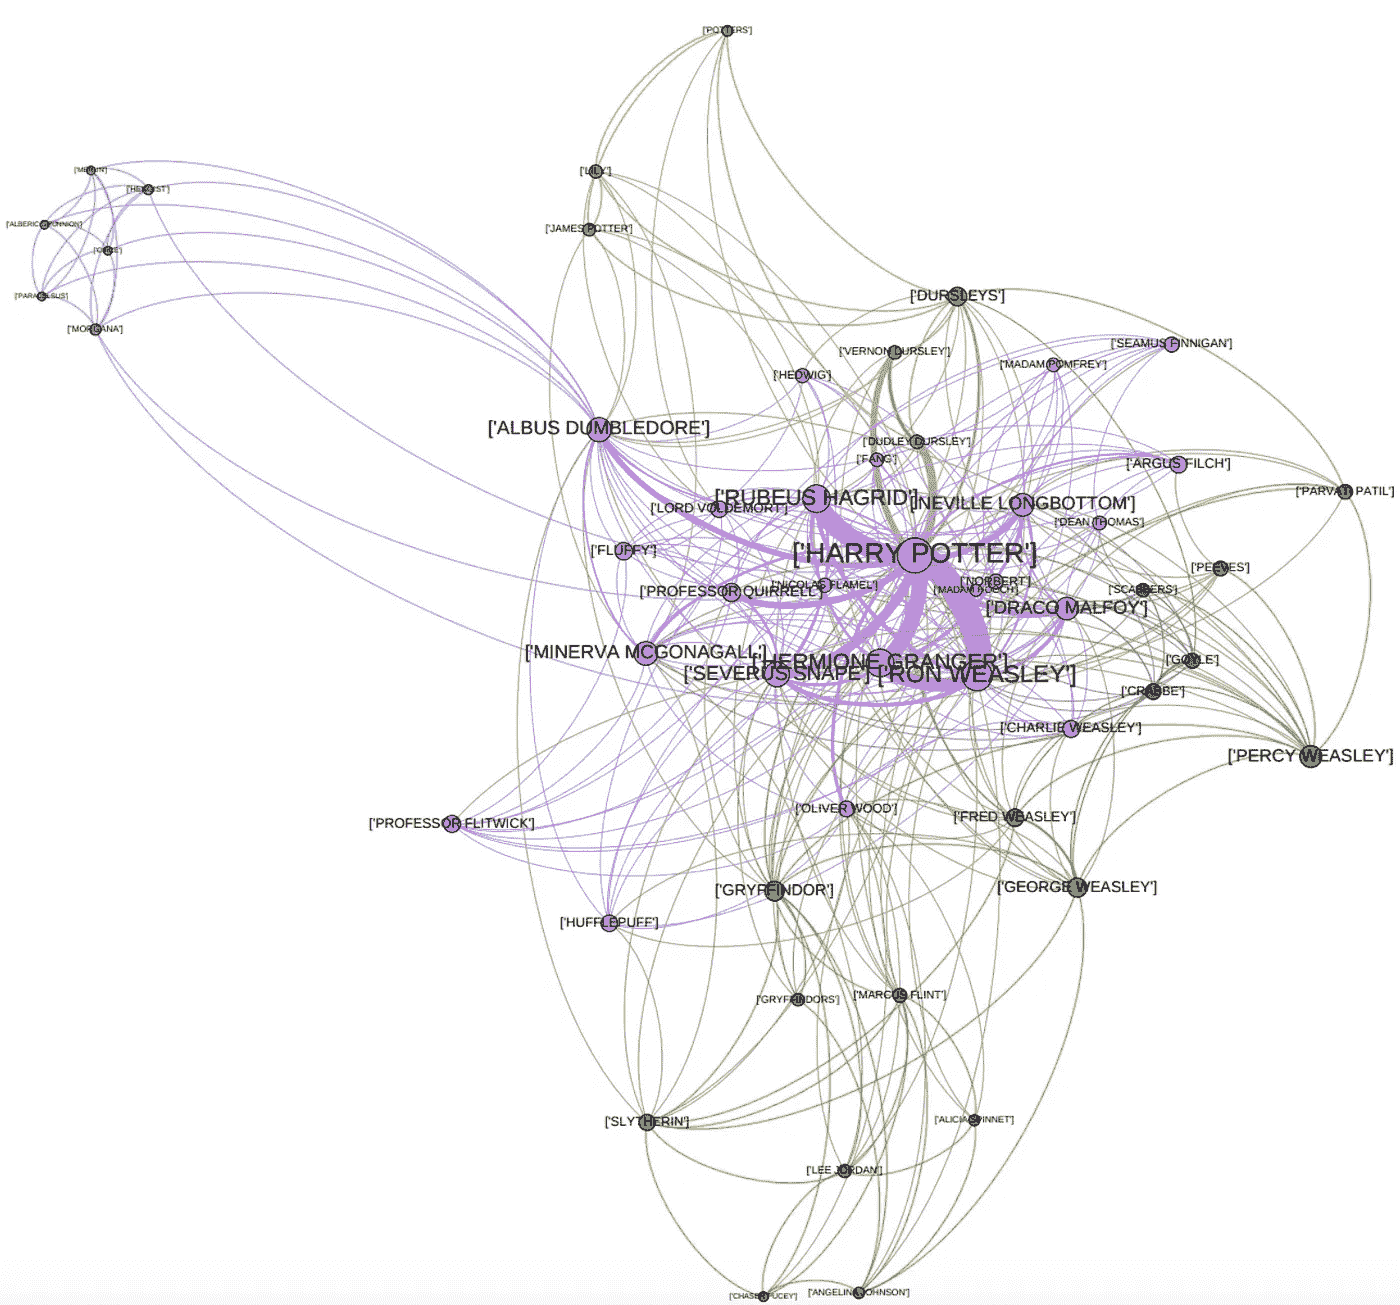 ['POTTERS']
['MERLIN']
['LILY']
['HENGIST']
['ALBERIC GRUNNION']
['JAMES POTTER']
['CIRCE']
['PARACELSUS']
['DURSLEYS']
['MORGANA']
['SEAMUS FINNIGAN']
['VERNON DURSLEY']
['MADAM POMFREY']
['HEDWIG']
['ALBUS DUMBLEDORE']
['DUDLEY DURSLEY']
['FANG']
['ARGUS FILCH']
['PARVATI PATIL']
['RUBEUS HAGRID']
['NEVILLE LONGBOTTOM']
['LORD VOLDEMORT']
['DEAN THOMAS']
['FLUFFY']
['HARRY POTTER']
['PEEVES']
['NORBERT']
['NICOLAS FLAMEL']
['MADAM HOOCH']
['SCABBERS']
['PROFESSOR QUIRRELL']
['DRACO MALFOY']
['MINERVA MCGONAGALL']
['HERMIONE GRANGER']
['GOYLE']
['SEVERUS SNAPE']
['RON WEASLEY']
['CRABBE']
['CHARLIE WEASLEY']
['PERCY WEASLEY']
['OLIVER WOOD']
['FRED WEASLEY']
['PROFESSOR FLITWICK']
['GRYFFINDOR']
['GEORGE WEASLEY']
['HUFFLEPUFF']
['GRYFFINDORS']
['MARCUS FLINT']
['SLYTHERIN']
['ALICIA SPINNET']
['LEE JORDAN']
['CHASER PUCEY']
['ANGELINA JOHNSON']